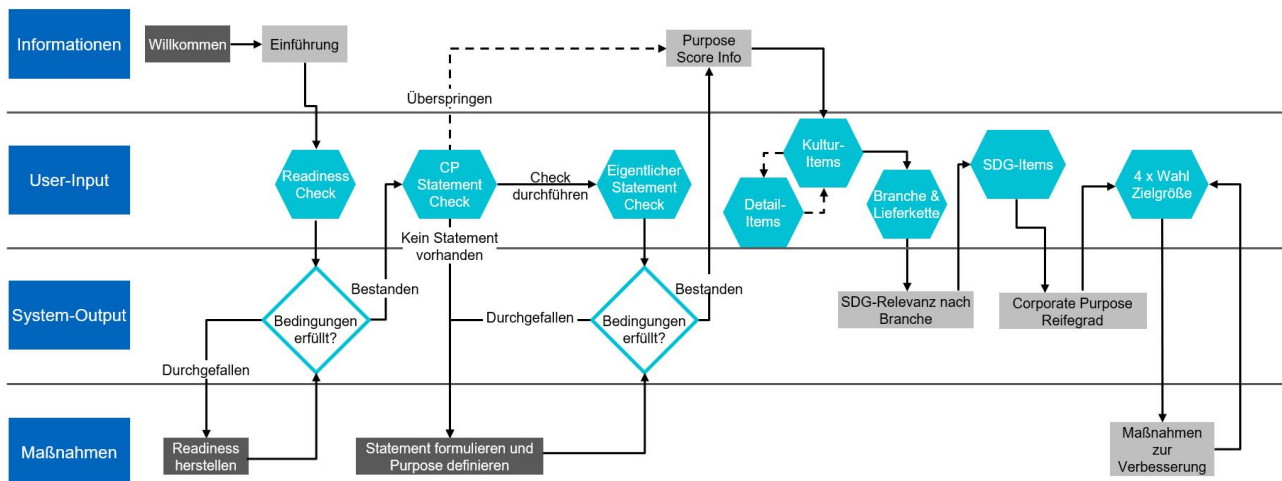 Informationen
Willkommen
Einführung
Purpose
Score Info
Überspringen
User-Input
Readiness
Check
CP
Statement
Check
Check
durchführen
Eigentlicher
Statement
Check
Kultur-
Items
Detail-
Items
Branche &
Lieferkette
SDG-Items
4 x Wahl
Zielgröße
Kein Statement
vorhanden
System-Output
Bedingungen
erfüllt?
Bestanden
Durchgefallen
Durchgefallen
Bedingungen
erfüllt?
Bestanden
SDG-Relevanz nach
Branche
Corporate Purpose
Reifegrad
Maßnahmen
Readiness
herstellen
Statement formulieren und
Purpose definieren
Maßnahmen
zur
Verbesserung